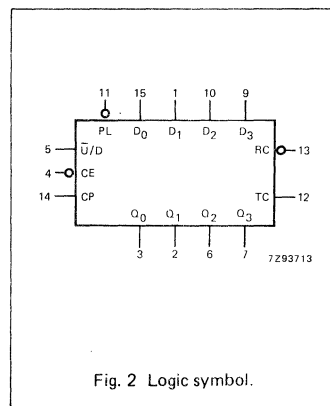 11 15 1 10 9
PL D0 D1 D2 D3
5 U̅/D RC 13
4 CE
14 CP TC 12
Q0 Q1 Q2 Q3
3 2 6 7
7Z93713
Fig. 2 Logic symbol.